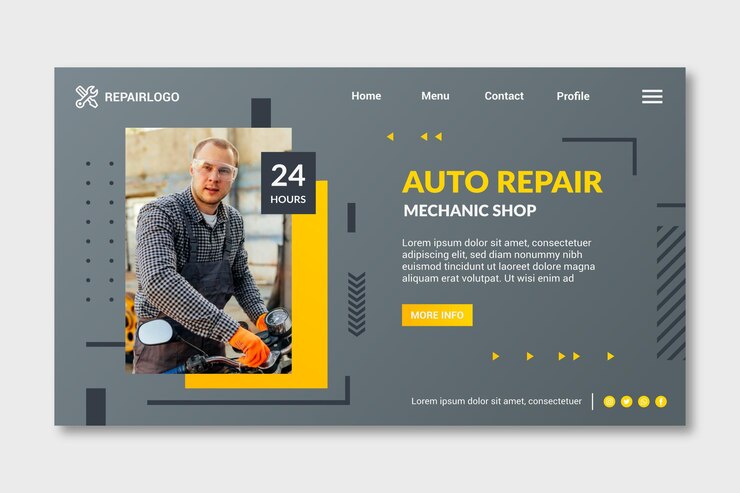 REPAIRLOGO
Home Menu Contact Profile
24
HOURS
AUTO REPAIR
MECHANIC SHOP
Lorem ipsum dolor sit amet, consectetuer
adipiscing elit, sed diam nonummy nibh
euismod tincidunt ut laoreet dolore magna
aliquam erat volutpat. Ut wisi enim ad
MORE INFO
Lorem ipsum dolor sit amet, consectetuer